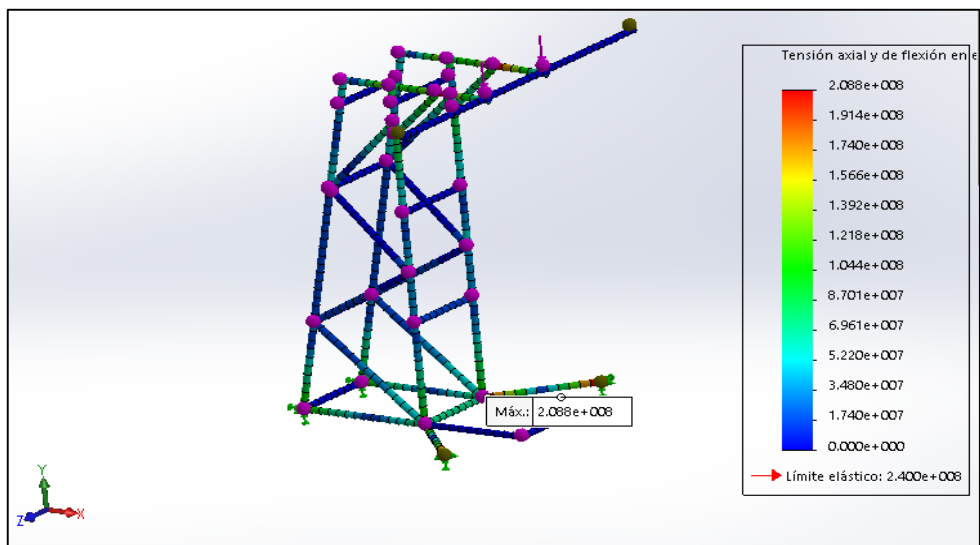 Tensión axial y de flexión en e
2.088e+008
1.914e+008
1.740e+008
1.566e+008
1.392e+008
1.218e+008
1.044e+008
8.701e+007
6.961e+007
5.220e+007
3.480e+007
1.740e+007
0.000e+000
Límite elástico: 2.400e+008
Máx.: 2.088e+008
Y
Z X